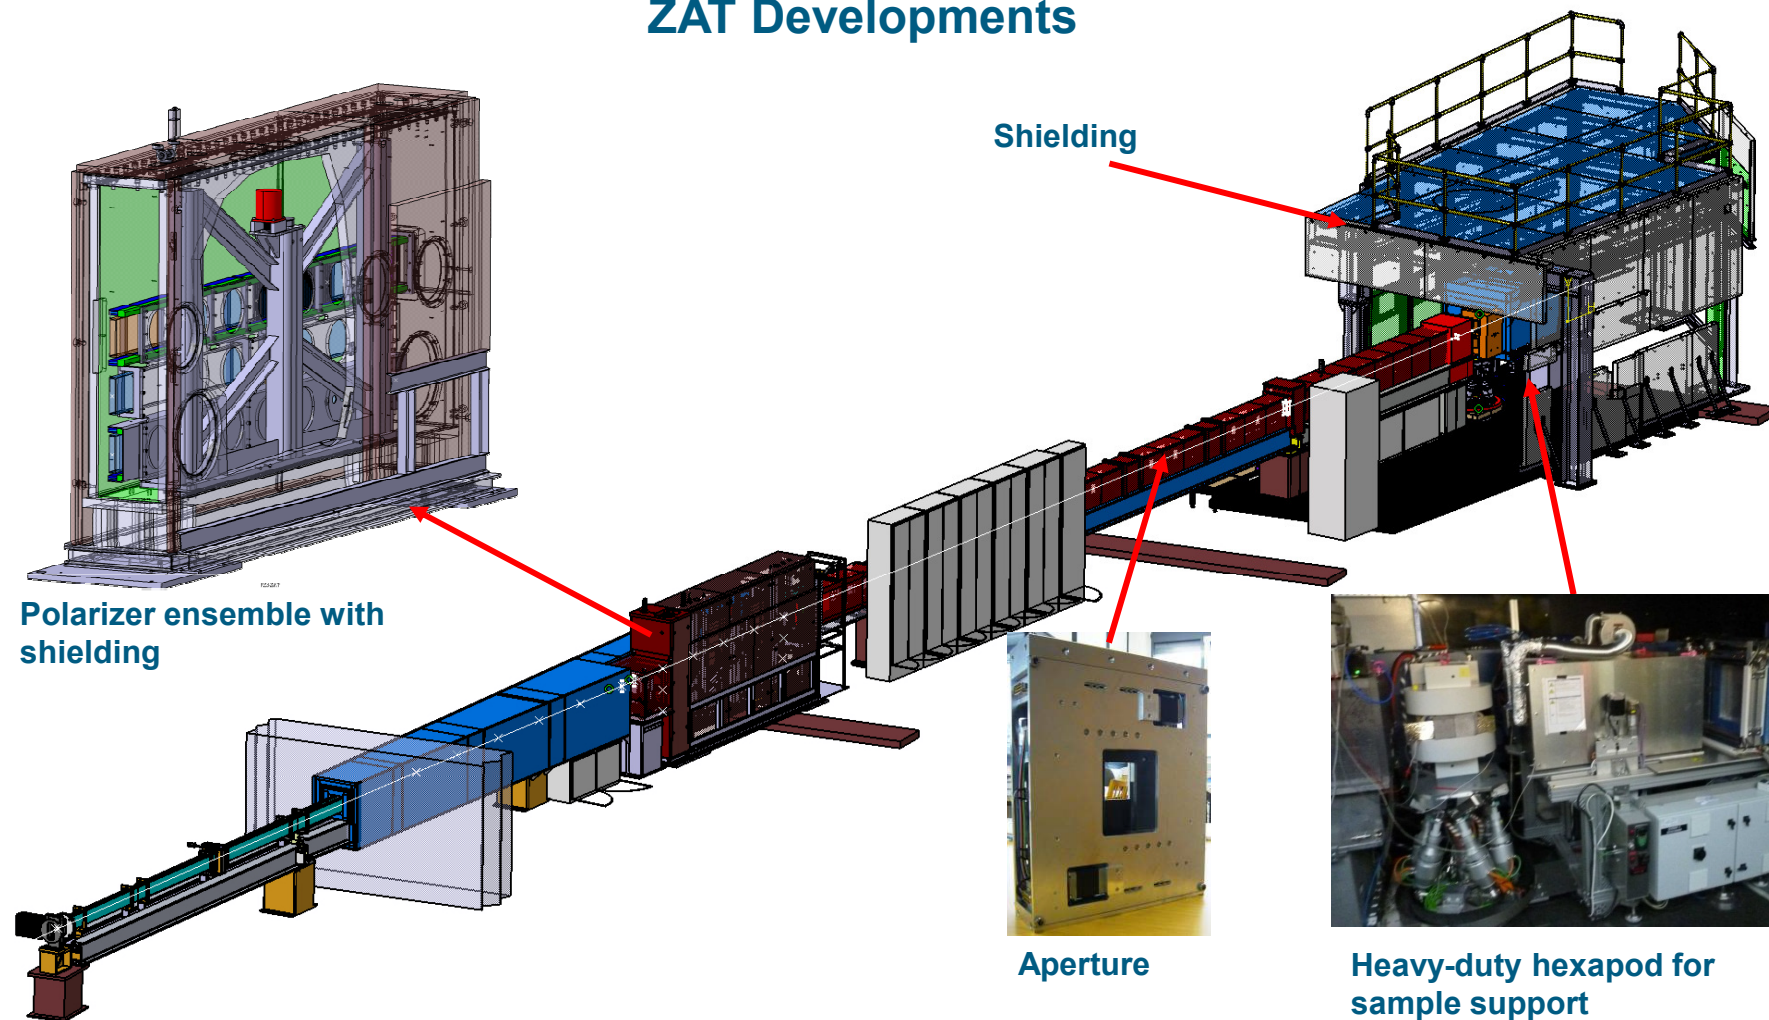 ZAT Developments
Shielding
Polarizer ensemble with
shielding
Aperture
Heavy-duty hexapod for
sample support